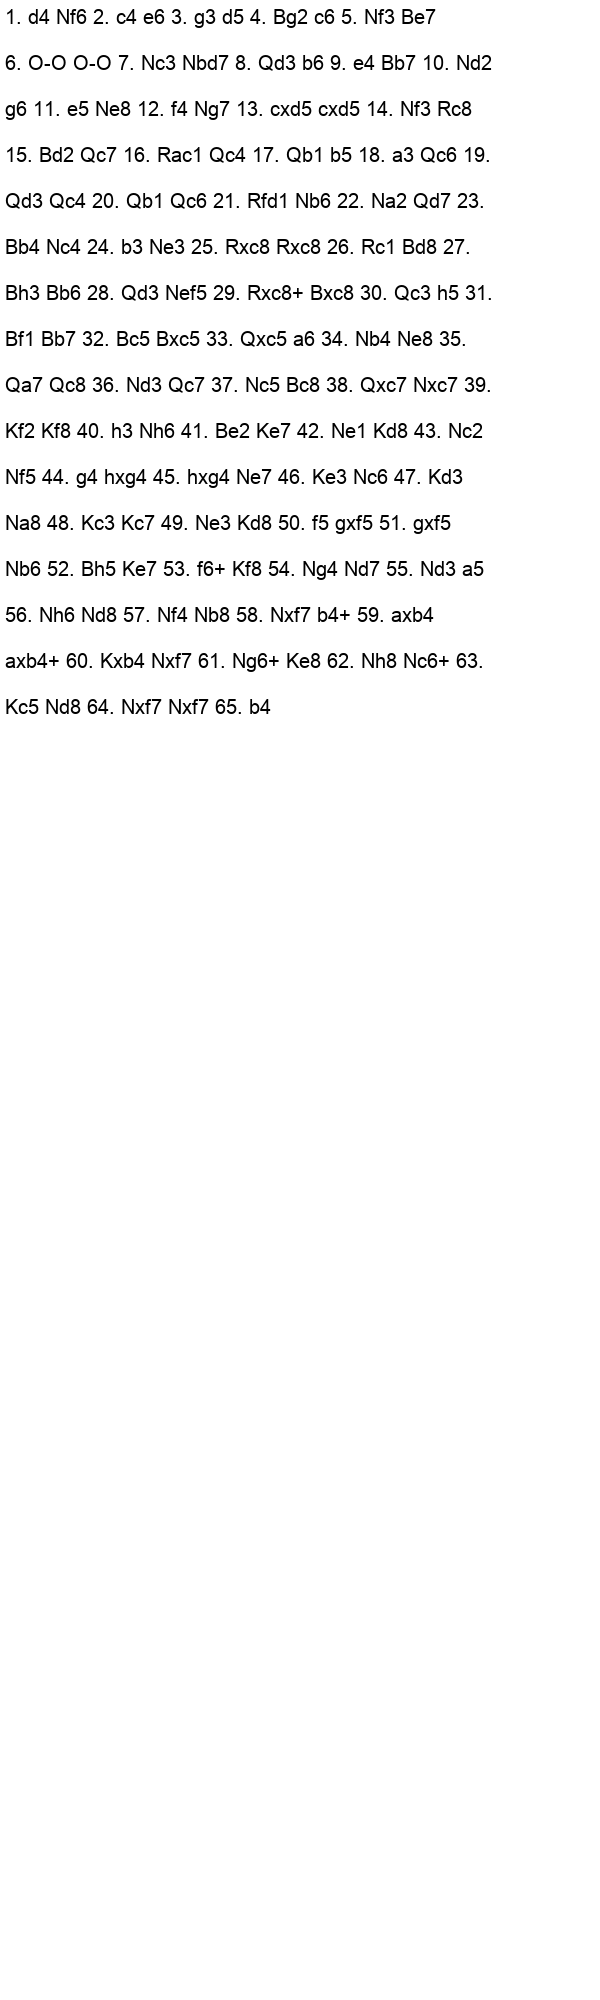 1. d4 Nf6 2. c4 e6 3. g3 d5 4. Bg2 c6 5. Nf3 Be7
6. O-O O-O 7. Nc3 Nbd7 8. Qd3 b6 9. e4 Bb7 10. Nd2
g6 11. e5 Ne8 12. f4 Ng7 13. cxd5 cxd5 14. Nf3 Rc8
15. Bd2 Qc7 16. Rac1 Qc4 17. Qb1 b5 18. a3 Qc6 19.
Qd3 Qc4 20. Qb1 Qc6 21. Rfd1 Nb6 22. Na2 Qd7 23.
Bb4 Nc4 24. b3 Ne3 25. Rxc8 Rxc8 26. Rc1 Bd8 27.
Bh3 Bb6 28. Qd3 Nef5 29. Rxc8+ Bxc8 30. Qc3 h5 31.
Bf1 Bb7 32. Bc5 Bxc5 33. Qxc5 a6 34. Nb4 Ne8 35.
Qa7 Qc8 36. Nd3 Qc7 37. Nc5 Bc8 38. Qxc7 Nxc7 39.
Kf2 Kf8 40. h3 Nh6 41. Be2 Ke7 42. Ne1 Kd8 43. Nc2
Nf5 44. g4 hxg4 45. hxg4 Ne7 46. Ke3 Nc6 47. Kd3
Na8 48. Kc3 Kc7 49. Ne3 Kd8 50. f5 gxf5 51. gxf5
Nb6 52. Bh5 Ke7 53. f6+ Kf8 54. Ng4 Nd7 55. Nd3 a5
56. Nh6 Nd8 57. Nf4 Nb8 58. Nxf7 b4+ 59. axb4
axb4+ 60. Kxb4 Nxf7 61. Ng6+ Ke8 62. Nh8 Nc6+ 63.
Kc5 Nd8 64. Nxf7 Nxf7 65. b4